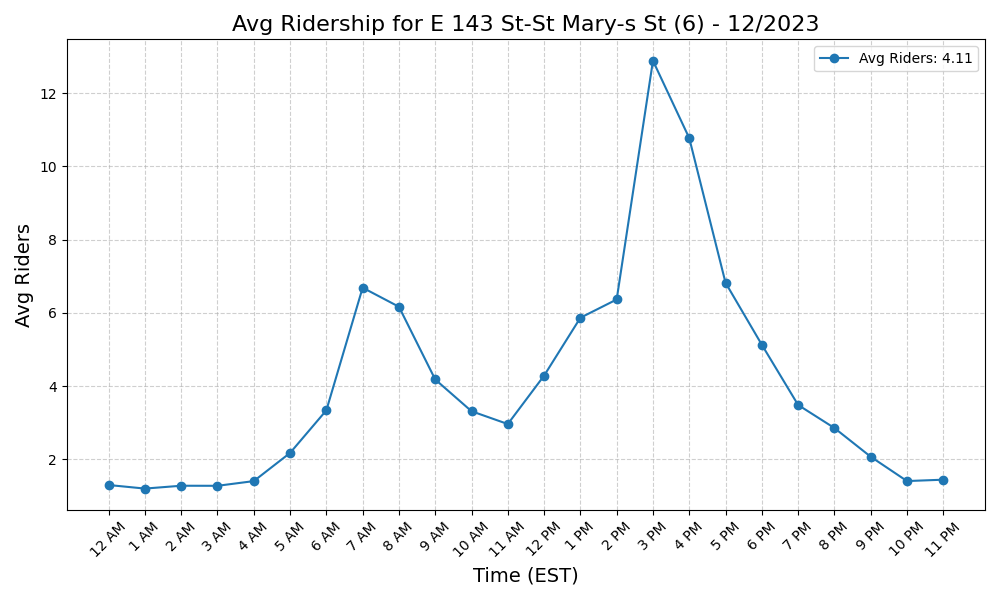 Avg Ridership for E 143 St-St Mary-s St (6) - 12/2023
Avg Riders: 4.11
Avg Riders
12
10
8
6
4
2
12 AM
1 AM
2 AM
3 AM
4 AM
5 AM
6 AM
7 AM
8 AM
9 AM
10 AM
11 AM
12 PM
1 PM
2 PM
3 PM
4 PM
5 PM
6 PM
7 PM
8 PM
9 PM
10 PM
11 PM
Time (EST)